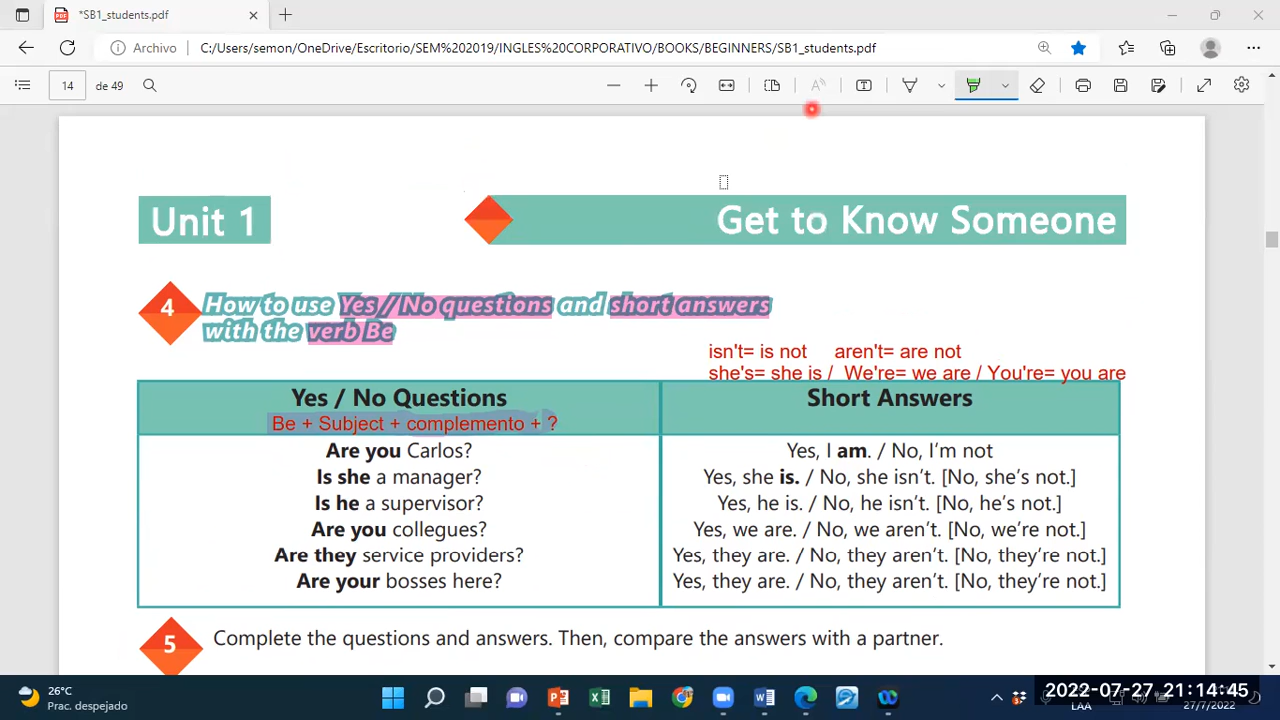 *SB1_students.pdf
Archivo C:/Users/semon/OneDrive/Escritorio/SEM%202019/INGLES%20CORPORATIVO/BOOKS/BEGINNERS/SB1_students.pdf
14 de 49
Unit 1
Get to Know Someone
4 How to use Yes // No questions and short answers
with the verb Be
isn't= is not aren't= are not
she's= she is / We're= we are / You're= you are
Yes / No Questions
Be + Subject + complemento + ?
Short Answers
Are you Carlos? Yes, I am. / No, I'm not
Is she a manager? Yes, she is. / No, she isn't. [No, she's not.]
Is he a supervisor? Yes, he is. / No, he isn't. [No, he's not.]
Are you collegues? Yes, we are. / No, we aren't. [No, we're not.]
Are they service providers? Yes, they are. / No, they aren't. [No, they're not.]
Are your bosses here? Yes, they are. / No, they aren't. [No, they're not.]
5 Complete the questions and answers. Then, compare the answers with a partner.
26°C
Prac. despejado
2022-07-27 21:14:45
LAA 27/7/2022